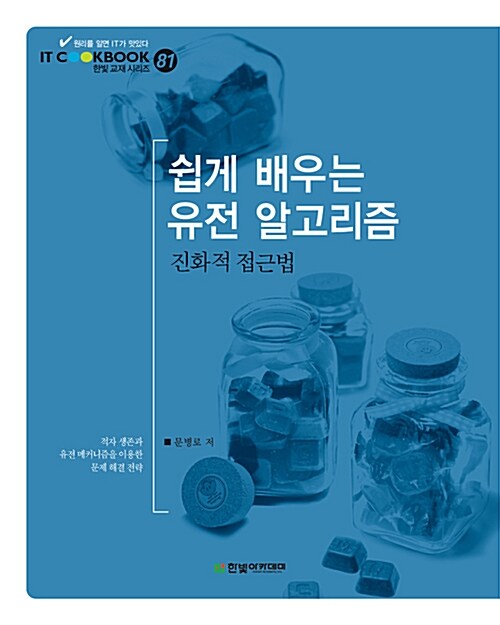 원리를 알면 IT가 맛있다
IT COOKBOOK
한빛 교재 시리즈
81
쉽게 배우는
유전 알고리즘
진화적 접근법
적자 생존과
유전 메커니즘을 이용한
문제 해결 전략
■ 문병로 저
한빛아카데미